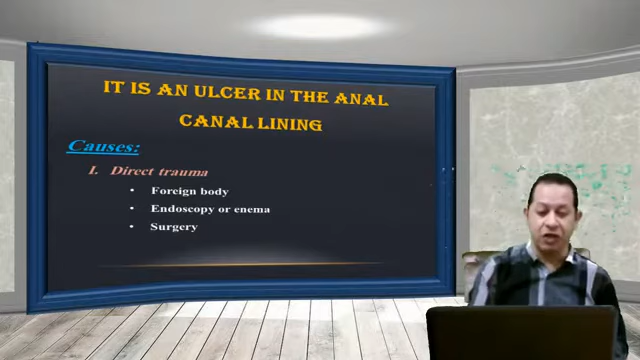 IT IS AN ULCER IN THE ANAL
CANAL LINING
Causes:
I. Direct trauma
• Foreign body
• Endoscopy or enema
• Surgery